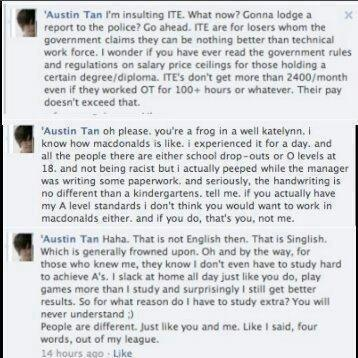 'Austin Tan I'm insulting ITE. What now? Gonna lodge a
report to the police? Go ahead. ITE are for losers whom the
government claims they can be nothing better than technical
work force. I wonder if you have ever read the government rules
and regulations on salary price ceilings for those holding a
certain degree/diploma. ITE's don't get more than 2400/month
even if they worked OT for 100+ hours or whatever. Their pay
doesn't exceed that.
'Austin Tan oh please. you're a frog in a well katelynn. i
know how macdonalds is like. i experienced it for a day. and
all the people there are either school drop-outs or O levels at
18. and not being racist but i actually peeped while the manager
was writing some paperwork. and seriously, the handwriting is
no different than a kindergartens. tell me. if you actually have
my A level standards i don't think you would want to work in
macdonalds either. and if you do, that's you, not me.
'Austin Tan Haha. That is not English then. That is Singlish.
Which is generally frowned upon. Oh and by the way, for
those who knew me, they know I don't even have to study hard
to achieve A's. I slack at home all day just like you do, play
games more than I study and surprisingly I still get better
results. So for what reason do I have to study extra? You will
never understand ;)
People are different. Just like you and me. Like I said, four
words, out of my league.
14 hours ago · Like